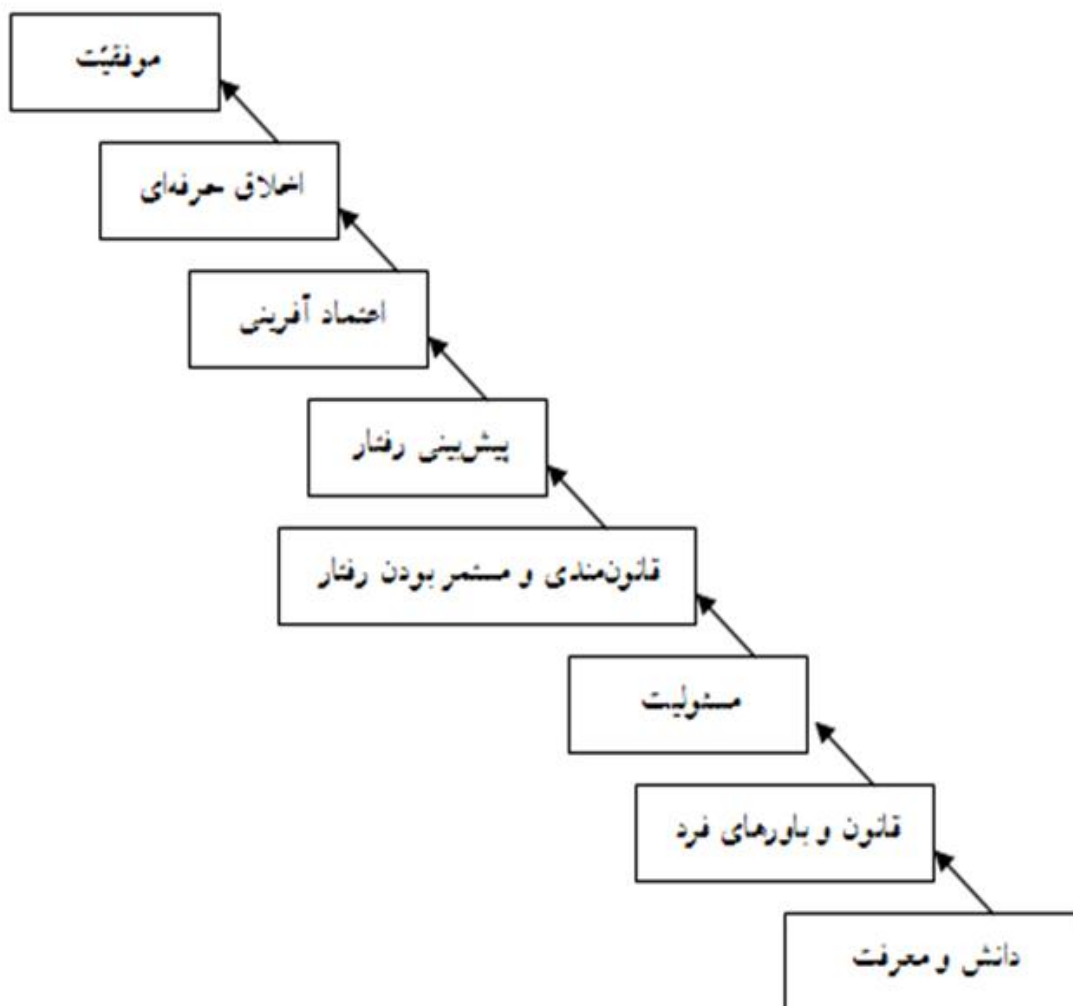 موفقیّت
اخلاق حرفه‌ای
اعتماد آفرینی
پیش‌بینی رفتار
قانون‌مندی و مستمر بودن رفتار
مسئولیت
قانون و باورهای فرد
دانش و معرفت